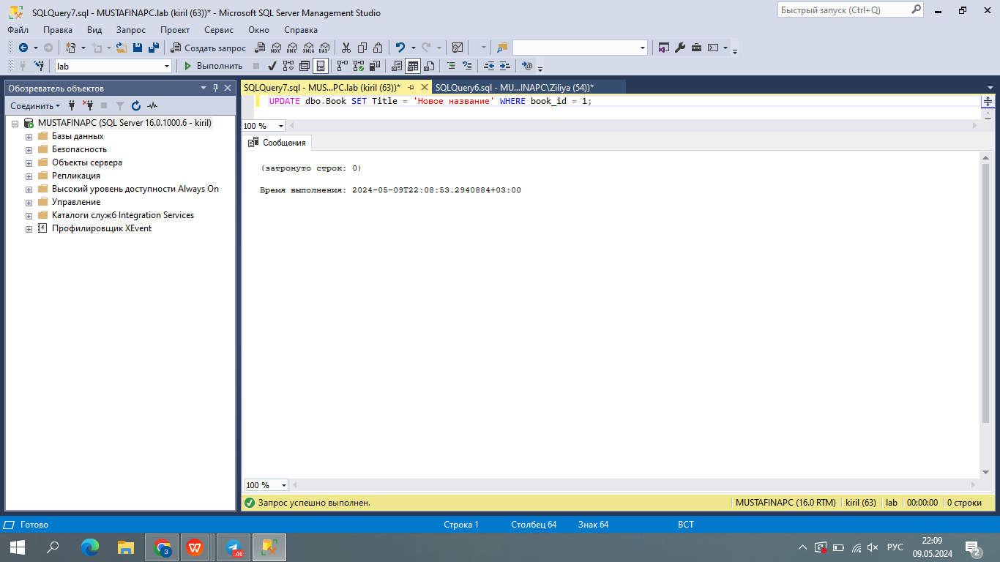 SQLQuery7.sql - MUSTAFINAPC.lab (kiril (63))* - Microsoft SQL Server Management Studio
Быстрый запуск (Ctrl+Q)
Файл Правка Вид Запрос Проект Сервис Окно Справка
Создать запрос MDX DMX XMLA DAX
lab Выполнить
Обозреватель объектов
SQLQuery7.sql - MUS...PC.lab (kiril (63))* SQLQuery6.sql - MU...INAPC\Ziliya (54))*
Соединить
UPDATE dbo.Book SET Title = 'Новое название' WHERE book_id = 1;
MUSTAFINAPC (SQL Server 16.0.1000.6 - kiril)
Базы данных
Безопасность
Объекты сервера
Репликация
Высокий уровень доступности Always On
Управление
Каталоги служб Integration Services
Профилировщик XEvent
100 %
Сообщения
(затронуто строк: 0)
Время выполнения: 2024-05-09T22:08:53.2940884+03:00
100 %
Запрос успешно выполнен. MUSTAFINAPC (16.0 RTM) kiril (63) lab 00:00:00 0 строки
Готово Строка 1 Столбец 64 Знак 64 ВСТ
3 W .46 РУС 22:09
09.05.2024 2